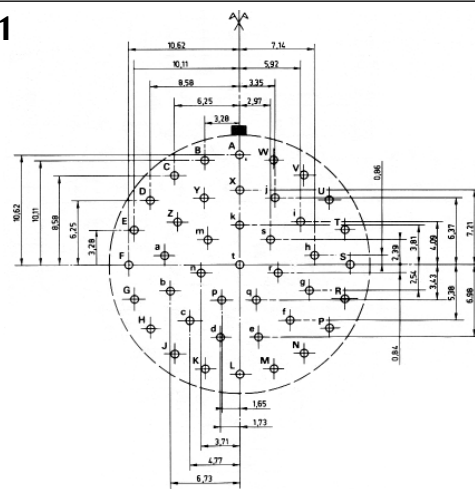 1
10,62
7,14
10,11
5,92
8,58
3,35
6,25
2,97
3,28
A
B
W
C
V
0,86
X
D
Y
j
U
E
Z
k
i
T
m
s
a
h
F
n
t
r
S
b
g
G
p
q
R
c
f
H
d
e
P
J
N
K
L
M
10,62
10,11
8,58
6,25
3,28
2,39
3,81
4,09
6,37
7,21
2,54
3,43
5,38
6,98
0,84
1,65
1,73
3,71
4,77
6,73